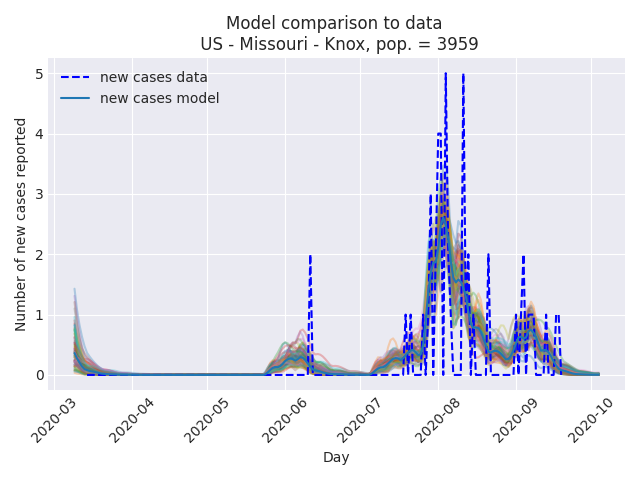 Model comparison to data
US - Missouri - Knox, pop. = 3959
new cases data
new cases model
Number of new cases reported
5
4
3
2
1
0
2020-03
2020-04
2020-05
2020-06
2020-07
2020-08
2020-09
2020-10
Day